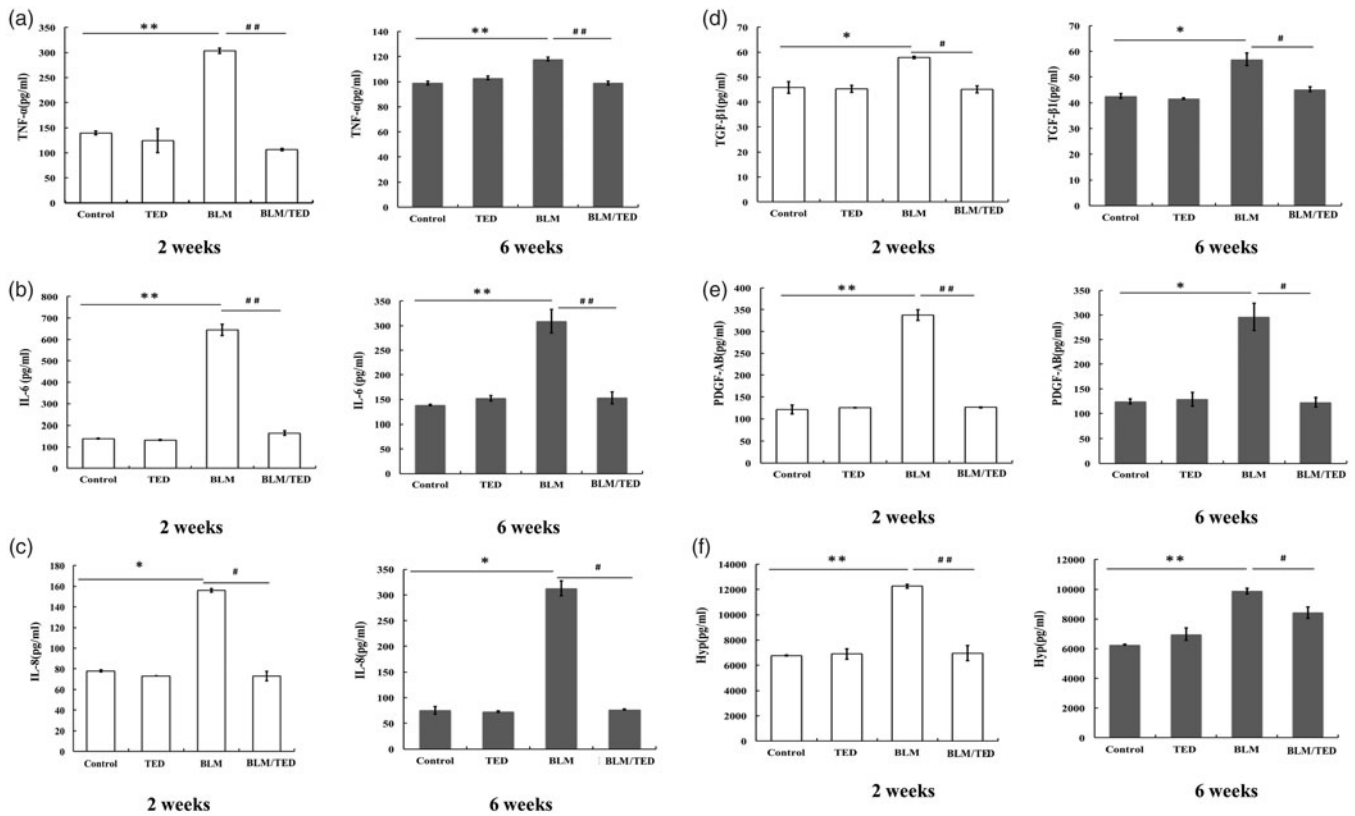 (a)
TNF-α(pg/ml)
350
300
250
200
150
100
50
0
** ##
Control TED BLM BLM/TED
2 weeks
TNF-α(pg/ml)
140
120
100
80
60
40
20
0
** ##
Control TED BLM BLM/TED
6 weeks
(d)
TGF-β1(pg/ml)
70
60
50
40
30
20
10
0
* #
Control TED BLM BLM/TED
2 weeks
TGF-β1(pg/ml)
70
60
50
40
30
20
10
0
* #
Control TED BLM BLM/TED
6 weeks
(b)
IL-6 (pg/ml)
800
700
600
500
400
300
200
100
0
** ##
Control TED BLM BLM/TED
2 weeks
IL-6 (pg/ml)
350
300
250
200
150
100
50
0
** ##
Control TED BLM BLM/TED
6 weeks
(e)
PDGF-AB(pg/ml)
400
350
300
250
200
150
100
50
0
** ##
Control TED BLM BLM/TED
2 weeks
PDGF-AB(pg/ml)
350
300
250
200
150
100
50
0
* #
Control TED BLM BLM/TED
6 weeks
(c)
IL-8(pg/ml)
180
160
140
120
100
80
60
40
20
0
* #
Control TED BLM BLM/TED
2 weeks
IL-8(pg/ml)
350
300
250
200
150
100
50
0
* #
Control TED BLM BLM/TED
6 weeks
(f)
Hyp(pg/ml)
14000
12000
10000
8000
6000
4000
2000
0
** ##
Control TED BLM BLM/TED
2 weeks
Hyp(pg/ml)
12000
10000
8000
6000
4000
2000
0
** #
Control TED BLM BLM/TED
6 weeks